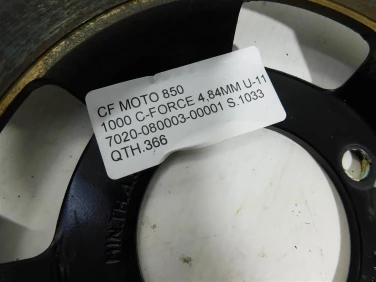 CF MOTO 850
1000 C-FORCE 4,84MM U-11
7020-080003-00001 S.1033
QTH.366